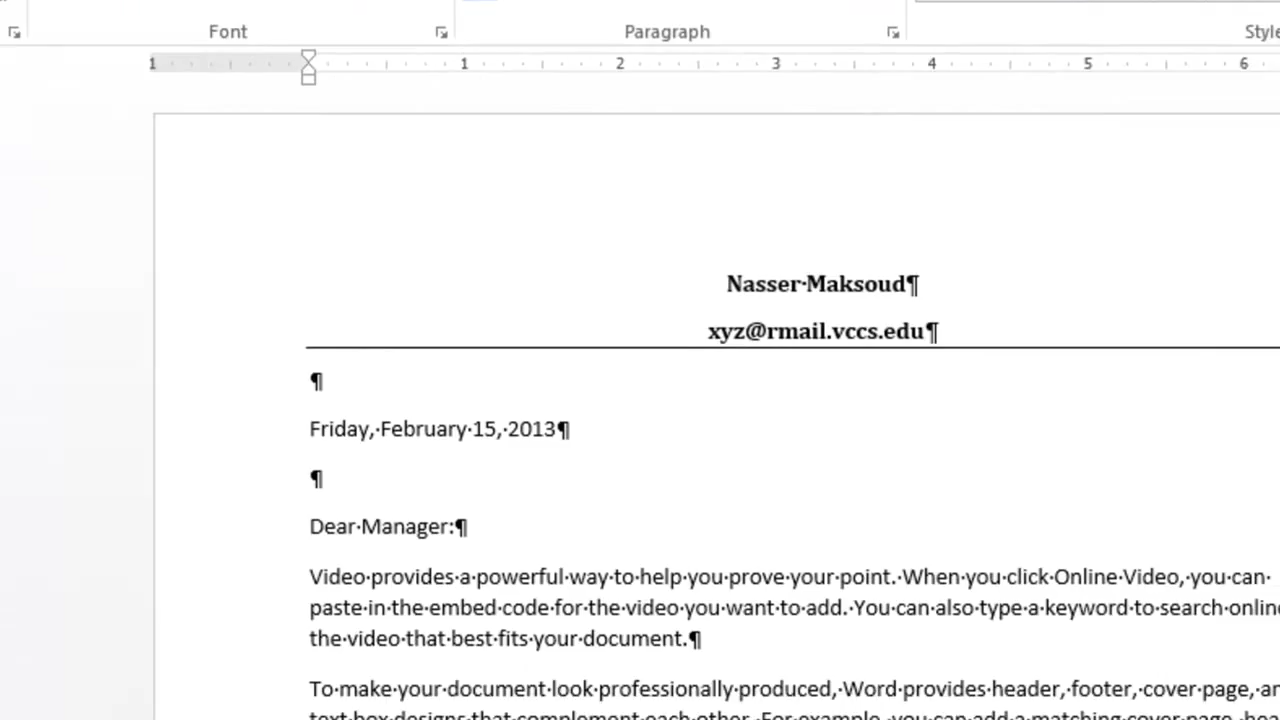 Font Paragraph
1 1 2 3 4 5 6
Nasser·Maksoud¶
xyz@rmail.vccs.edu¶
¶
Friday,·February·15,·2013¶
¶
Dear·Manager:¶
Video·provides·a·powerful·way·to·help·you·prove·your·point.·When·you·click·Online·Video,·you·can·
paste·in·the·embed·code·for·the·video·you·want·to·add.·You·can·also·type·a·keyword·to·search·
the·video·that·best·fits·your·document.¶
To·make·your·document·look·professionally·produced,·Word·provides·header,·footer,·cover·page,·
text·box·designs·that·complement·each·other.·For·example,·you·can·add·a·matching·cover·page,